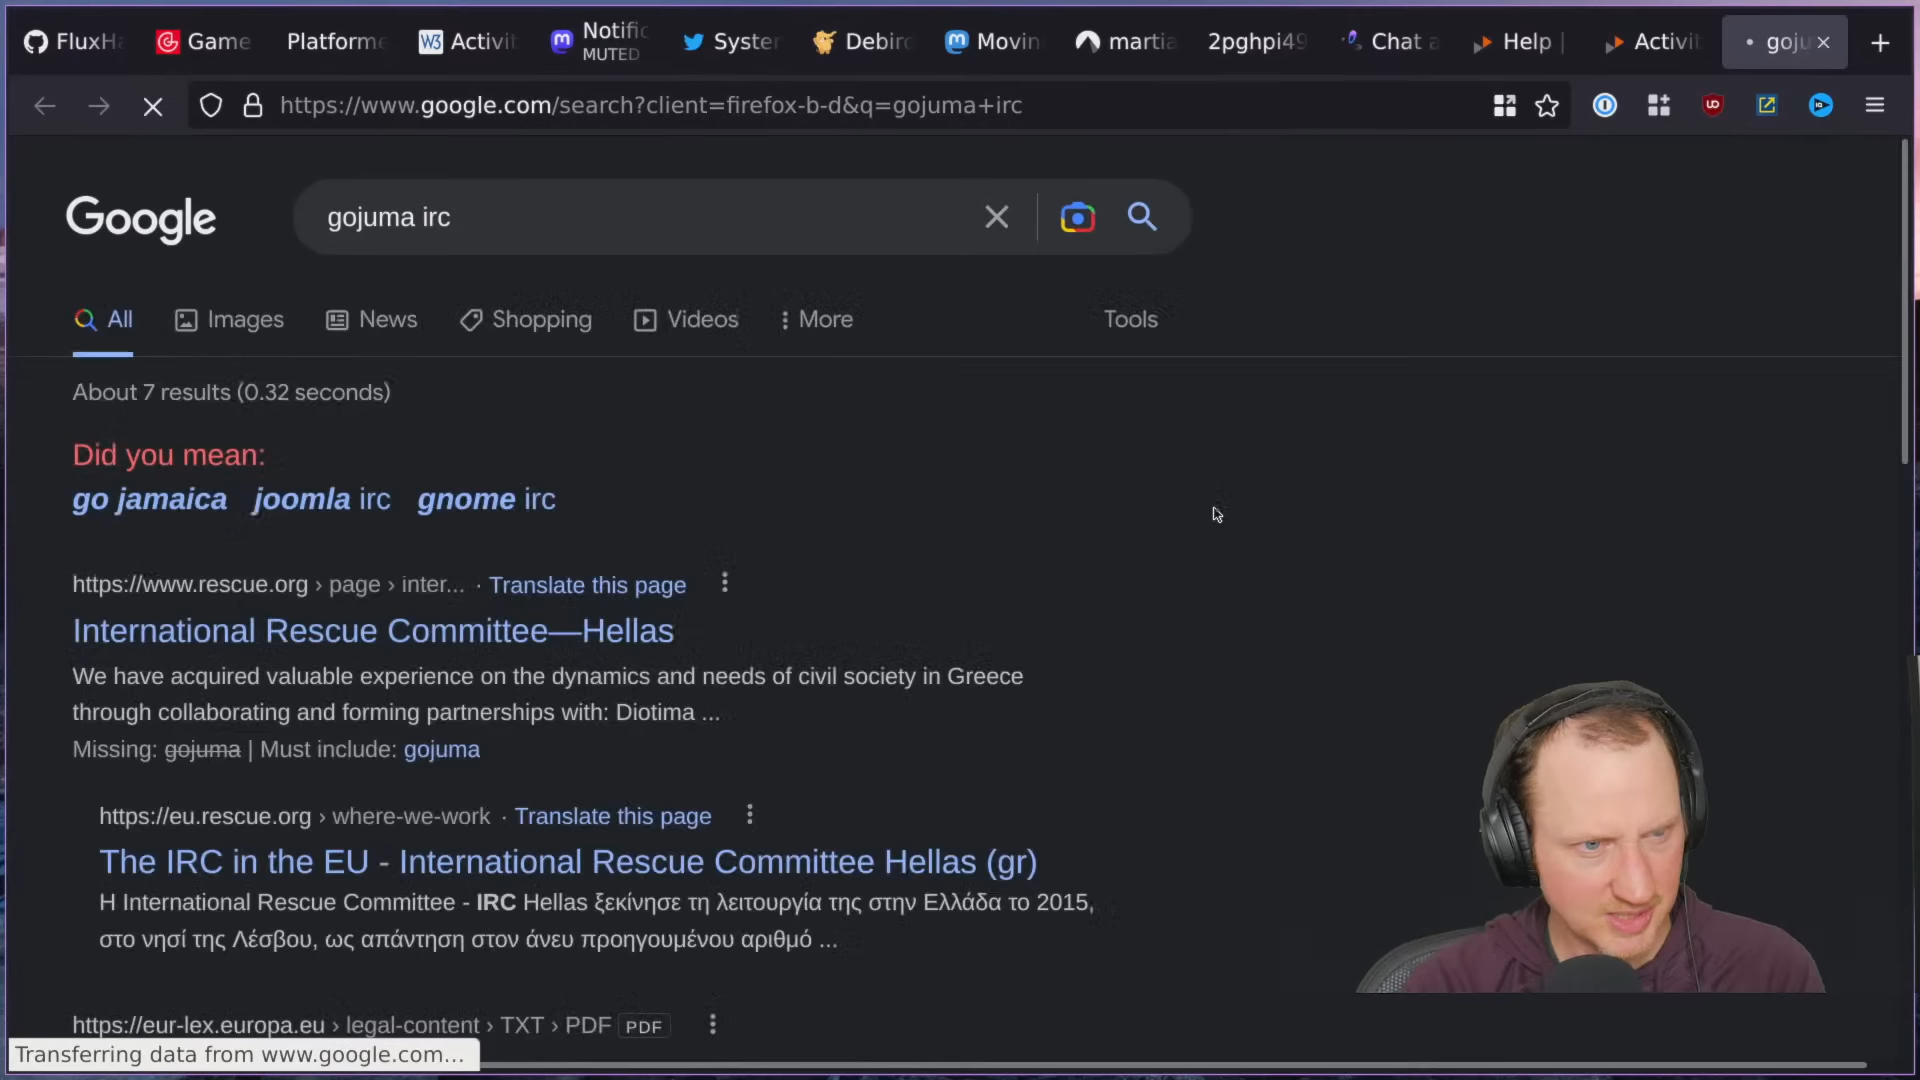 FluxH
Game
Platforme
Activit
Notific
MUTED
Syster
Debird
Movin
martia
2pghpi49
Chat a
Help |
Activit
goju
https://www.google.com/search?client=firefox-b-d&q=gojuma+irc
Google
gojuma irc
All
Images
News
Shopping
Videos
More
Tools
About 7 results (0.32 seconds)
Did you mean:
go jamaica joomla irc gnome irc
https://www.rescue.org › page › inter... · Translate this page
International Rescue Committee—Hellas
We have acquired valuable experience on the dynamics and needs of civil society in Greece
through collaborating and forming partnerships with: Diotima ...
Missing: gojuma | Must include: gojuma
https://eu.rescue.org › where-we-work · Translate this page
The IRC in the EU - International Rescue Committee Hellas (gr)
Η International Rescue Committee - IRC Hellas ξεκίνησε τη λειτουργία της στην Ελλάδα το 2015,
στο νησί της Λέσβου, ως απάντηση στον άνευ προηγουμένου αριθμό ...
https://eur-lex.europa.eu › legal-content › TXT › PDF PDF
Transferring data from www.google.com...